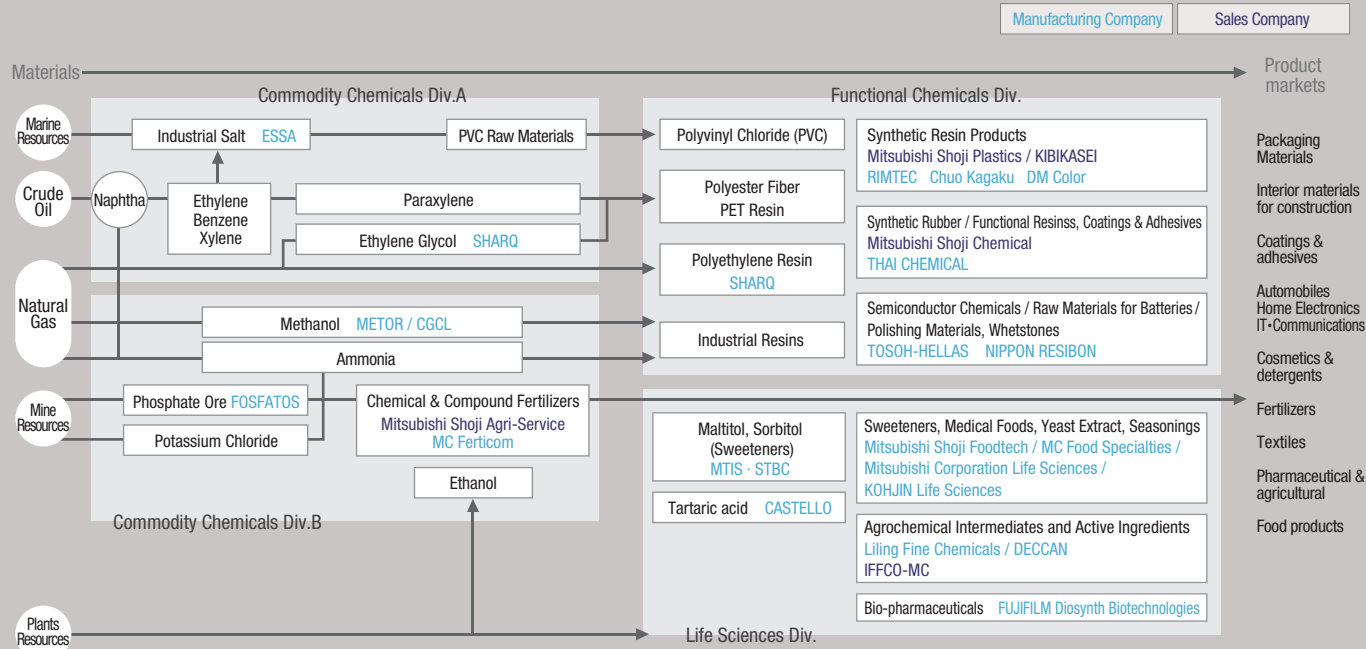 Manufacturing Company
Sales Company
Materials
Product
markets
Commodity Chemicals Div.A
Functional Chemicals Div.
Marine
Resources
Industrial Salt ESSA
PVC Raw Materials
Polyvinyl Chloride (PVC)
Crude
Oil
Naphtha
Ethylene
Benzene
Xylene
Paraxylene
Ethylene Glycol SHARQ
Polyester Fiber
PET Resin
Polyethylene Resin
SHARQ
Natural
Gas
Methanol METOR / CGCL
Ammonia
Industrial Resins
Synthetic Resin Products
Mitsubishi Shoji Plastics / KIBIKASEI
RIMTEC Chuo Kagaku DM Color
Synthetic Rubber / Functional Resinss, Coatings & Adhesives
Mitsubishi Shoji Chemical
THAI CHEMICAL
Semiconductor Chemicals / Raw Materials for Batteries /
Polishing Materials, Whetstones
TOSOH-HELLAS NIPPON RESIBON
Mine
Resources
Phosphate Ore FOSFATOS
Potassium Chloride
Chemical & Compound Fertilizers
Mitsubishi Shoji Agri-Service
MC Ferticom
Ethanol
Commodity Chemicals Div.B
Maltitol, Sorbitol
(Sweeteners)
MTIS · STBC
Tartaric acid CASTELLO
Sweeteners, Medical Foods, Yeast Extract, Seasonings
Mitsubishi Shoji Foodtech / MC Food Specialties /
Mitsubishi Corporation Life Sciences /
KOHJIN Life Sciences
Agrochemical Intermediates and Active Ingredients
Liling Fine Chemicals / DECCAN
IFFCO-MC
Bio-pharmaceuticals FUJIFILM Diosynth Biotechnologies
Plants
Resources
Life Sciences Div.
Packaging
Materials
Interior materials
for construction
Coatings &
adhesives
Automobiles
Home Electronics
IT•Communications
Cosmetics &
detergents
Fertilizers
Textiles
Pharmaceutical &
agricultural
Food products